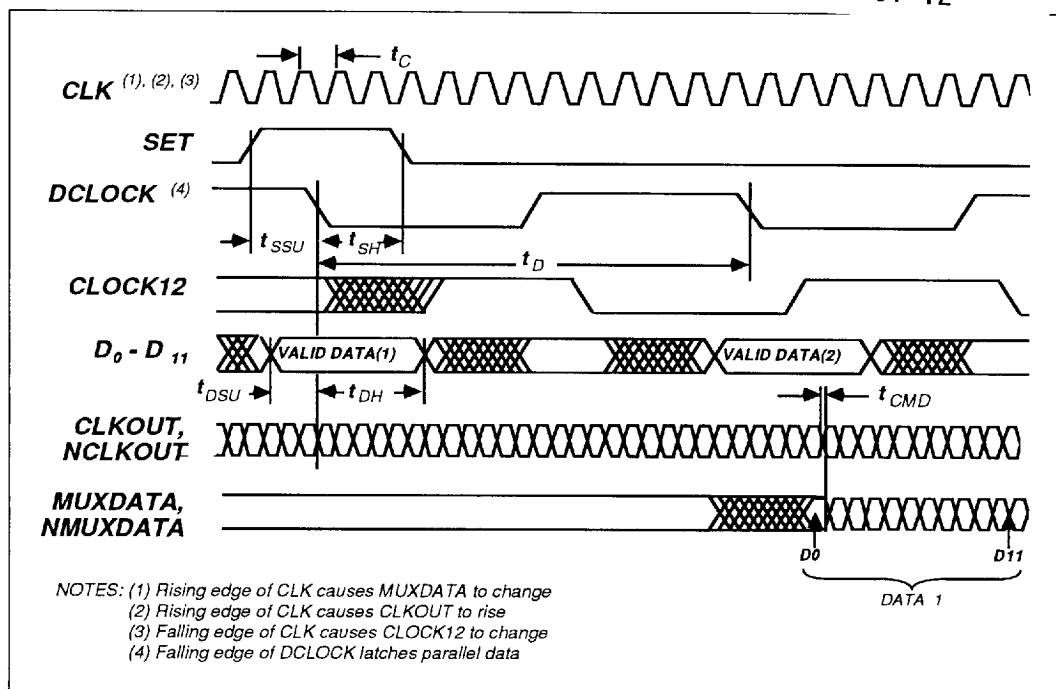 t_C
CLK (1), (2), (3)
SET
DCLOCK (4)
t_SSU
t_SH
t_D
CLOCK12
D_0 - D_11
VALID DATA(1)
VALID DATA(2)
t_DSU
t_DH
t_CMD
CLKOUT,
NCLKOUT
MUXDATA,
NMUXDATA
D0
D11
DATA 1
NOTES: (1) Rising edge of CLK causes MUXDATA to change
(2) Rising edge of CLK causes CLKOUT to rise
(3) Falling edge of CLK causes CLOCK12 to change
(4) Falling edge of DCLOCK latches parallel data